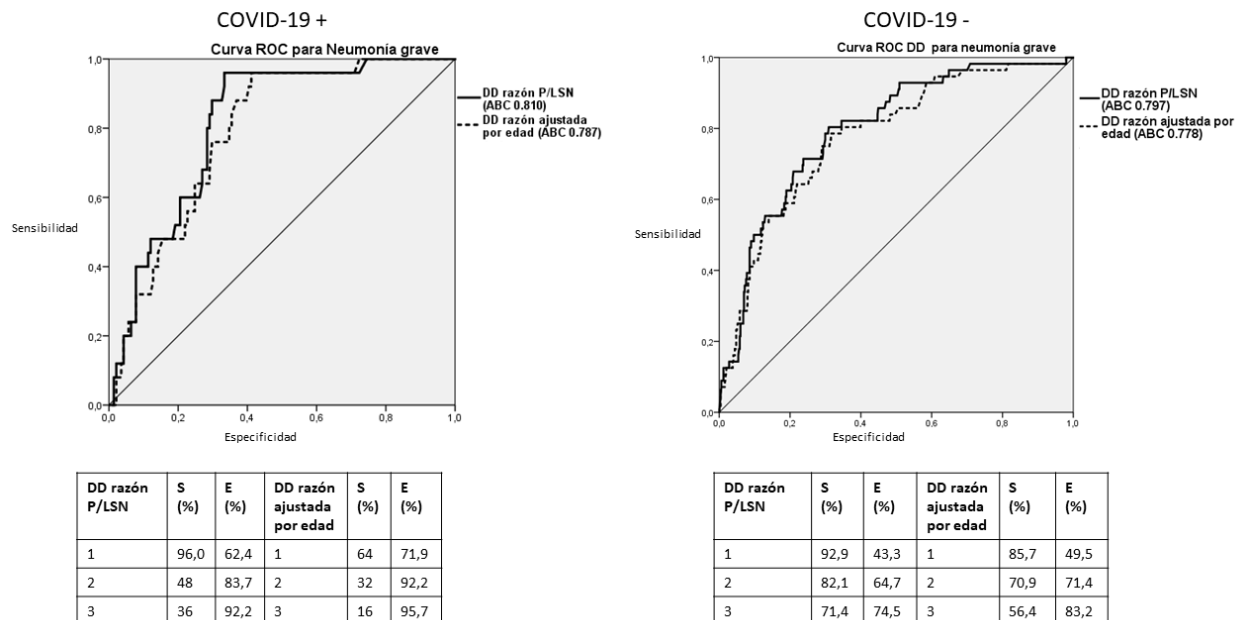 COVID-19 +
Curva ROC para Neumonía grave
1,0
0,8
0,6
0,4
0,2
0,0
Sensibilidad
0,0 0,2 0,4 0,6 0,8 1,0
Especificidad
DD razón P/LSN
(ABC 0.810)
DD razón ajustada
por edad (ABC 0.787)
DD razón P/LSN S (%) E (%) DD razón ajustada por edad S (%) E (%)
1 96,0 62,4 1 64 71,9
2 48 83,7 2 32 92,2
3 36 92,2 3 16 95,7
COVID-19 -
Curva ROC DD para neumonía grave
1,0
0,8
0,6
0,4
0,2
0,0
Sensibilidad
0,0 0,2 0,4 0,6 0,8 1,0
Especificidad
DD razón P/LSN
(ABC 0.797)
DD razón ajustada por
edad (ABC 0.778)
DD razón P/LSN S (%) E (%) DD razón ajustada por edad S (%) E (%)
1 92,9 43,3 1 85,7 49,5
2 82,1 64,7 2 70,9 71,4
3 71,4 74,5 3 56,4 83,2